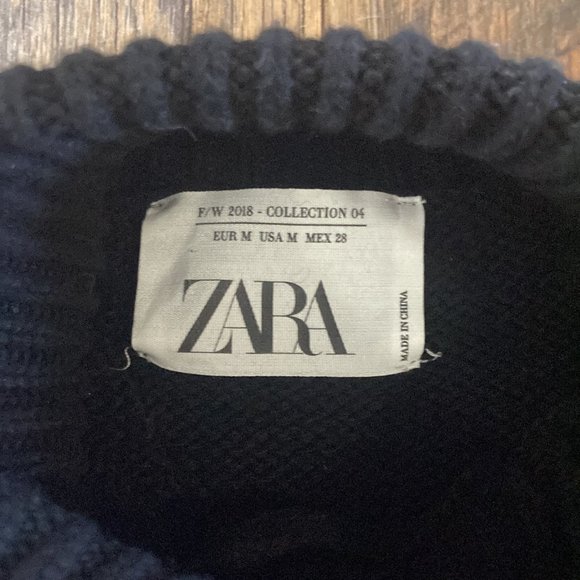 F/W 2018 - COLLECTION 04
EUR M USA M MEX 28
ZARA
MADE IN CHINA